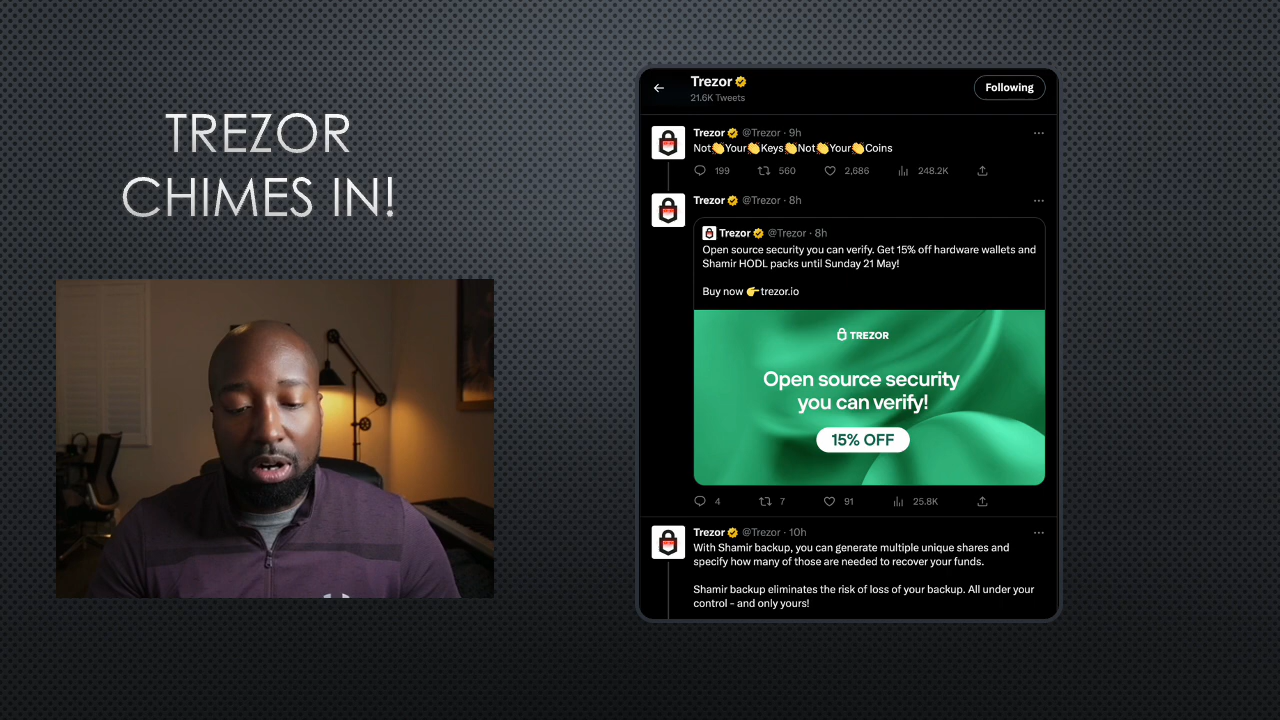 TREZOR
CHIMES IN!
Trezor
21.6K Tweets
Following
Trezor @Trezor · 9h
Not👏Your👏Keys👏Not👏Your👏Coins
199 560 2,686 248.2K
Trezor @Trezor · 8h
Trezor @Trezor · 8h
Open source security you can verify. Get 15% off hardware wallets and
Shamir HODL packs until Sunday 21 May!
Buy now 👉trezor.io
TREZOR
Open source security
you can verify!
15% OFF
4 7 91 25.8K
Trezor @Trezor · 10h
With Shamir backup, you can generate multiple unique shares and
specify how many of those are needed to recover your funds.
Shamir backup eliminates the risk of loss of your backup. All under your
control - and only yours!